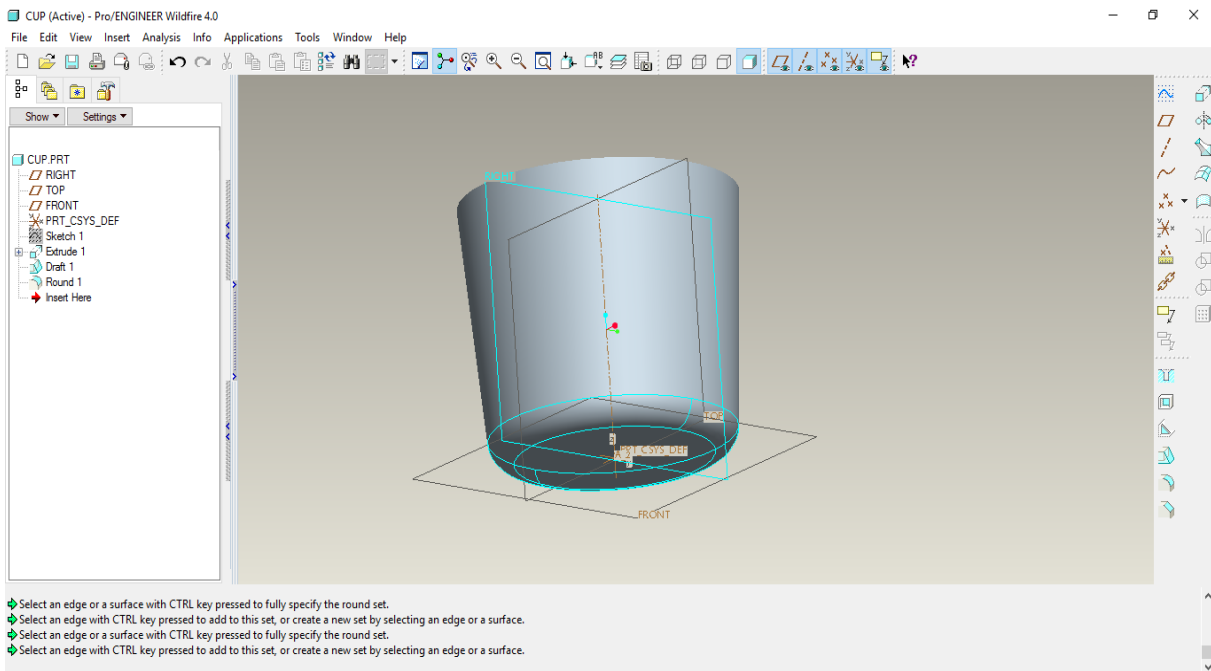 CUP (Active) - Pro/ENGINEER Wildfire 4.0
File Edit View Insert Analysis Info Applications Tools Window Help
Show Settings
CUP.PRT
RIGHT
TOP
FRONT
PRT_CSYS_DEF
Sketch 1
Extrude 1
Draft 1
Round 1
Insert Here
RIGHT
TOP
PRT_CSYS_DEF
FRONT
Select an edge or a surface with CTRL key pressed to fully specify the round set.
Select an edge with CTRL key pressed to add to this set, or create a new set by selecting an edge or a surface.
Select an edge or a surface with CTRL key pressed to fully specify the round set.
Select an edge with CTRL key pressed to add to this set, or create a new set by selecting an edge or a surface.